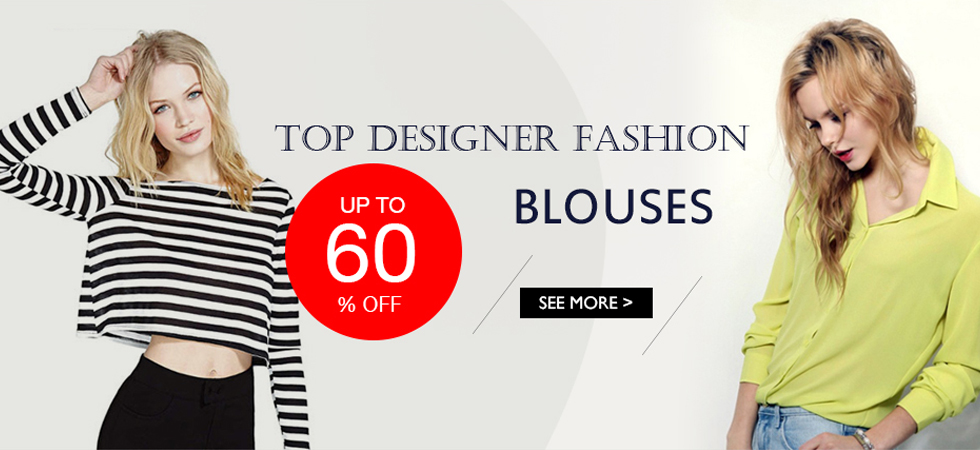 TOP DESIGNER FASHION
BLOUSES
UP TO
60
% OFF
SEE MORE >